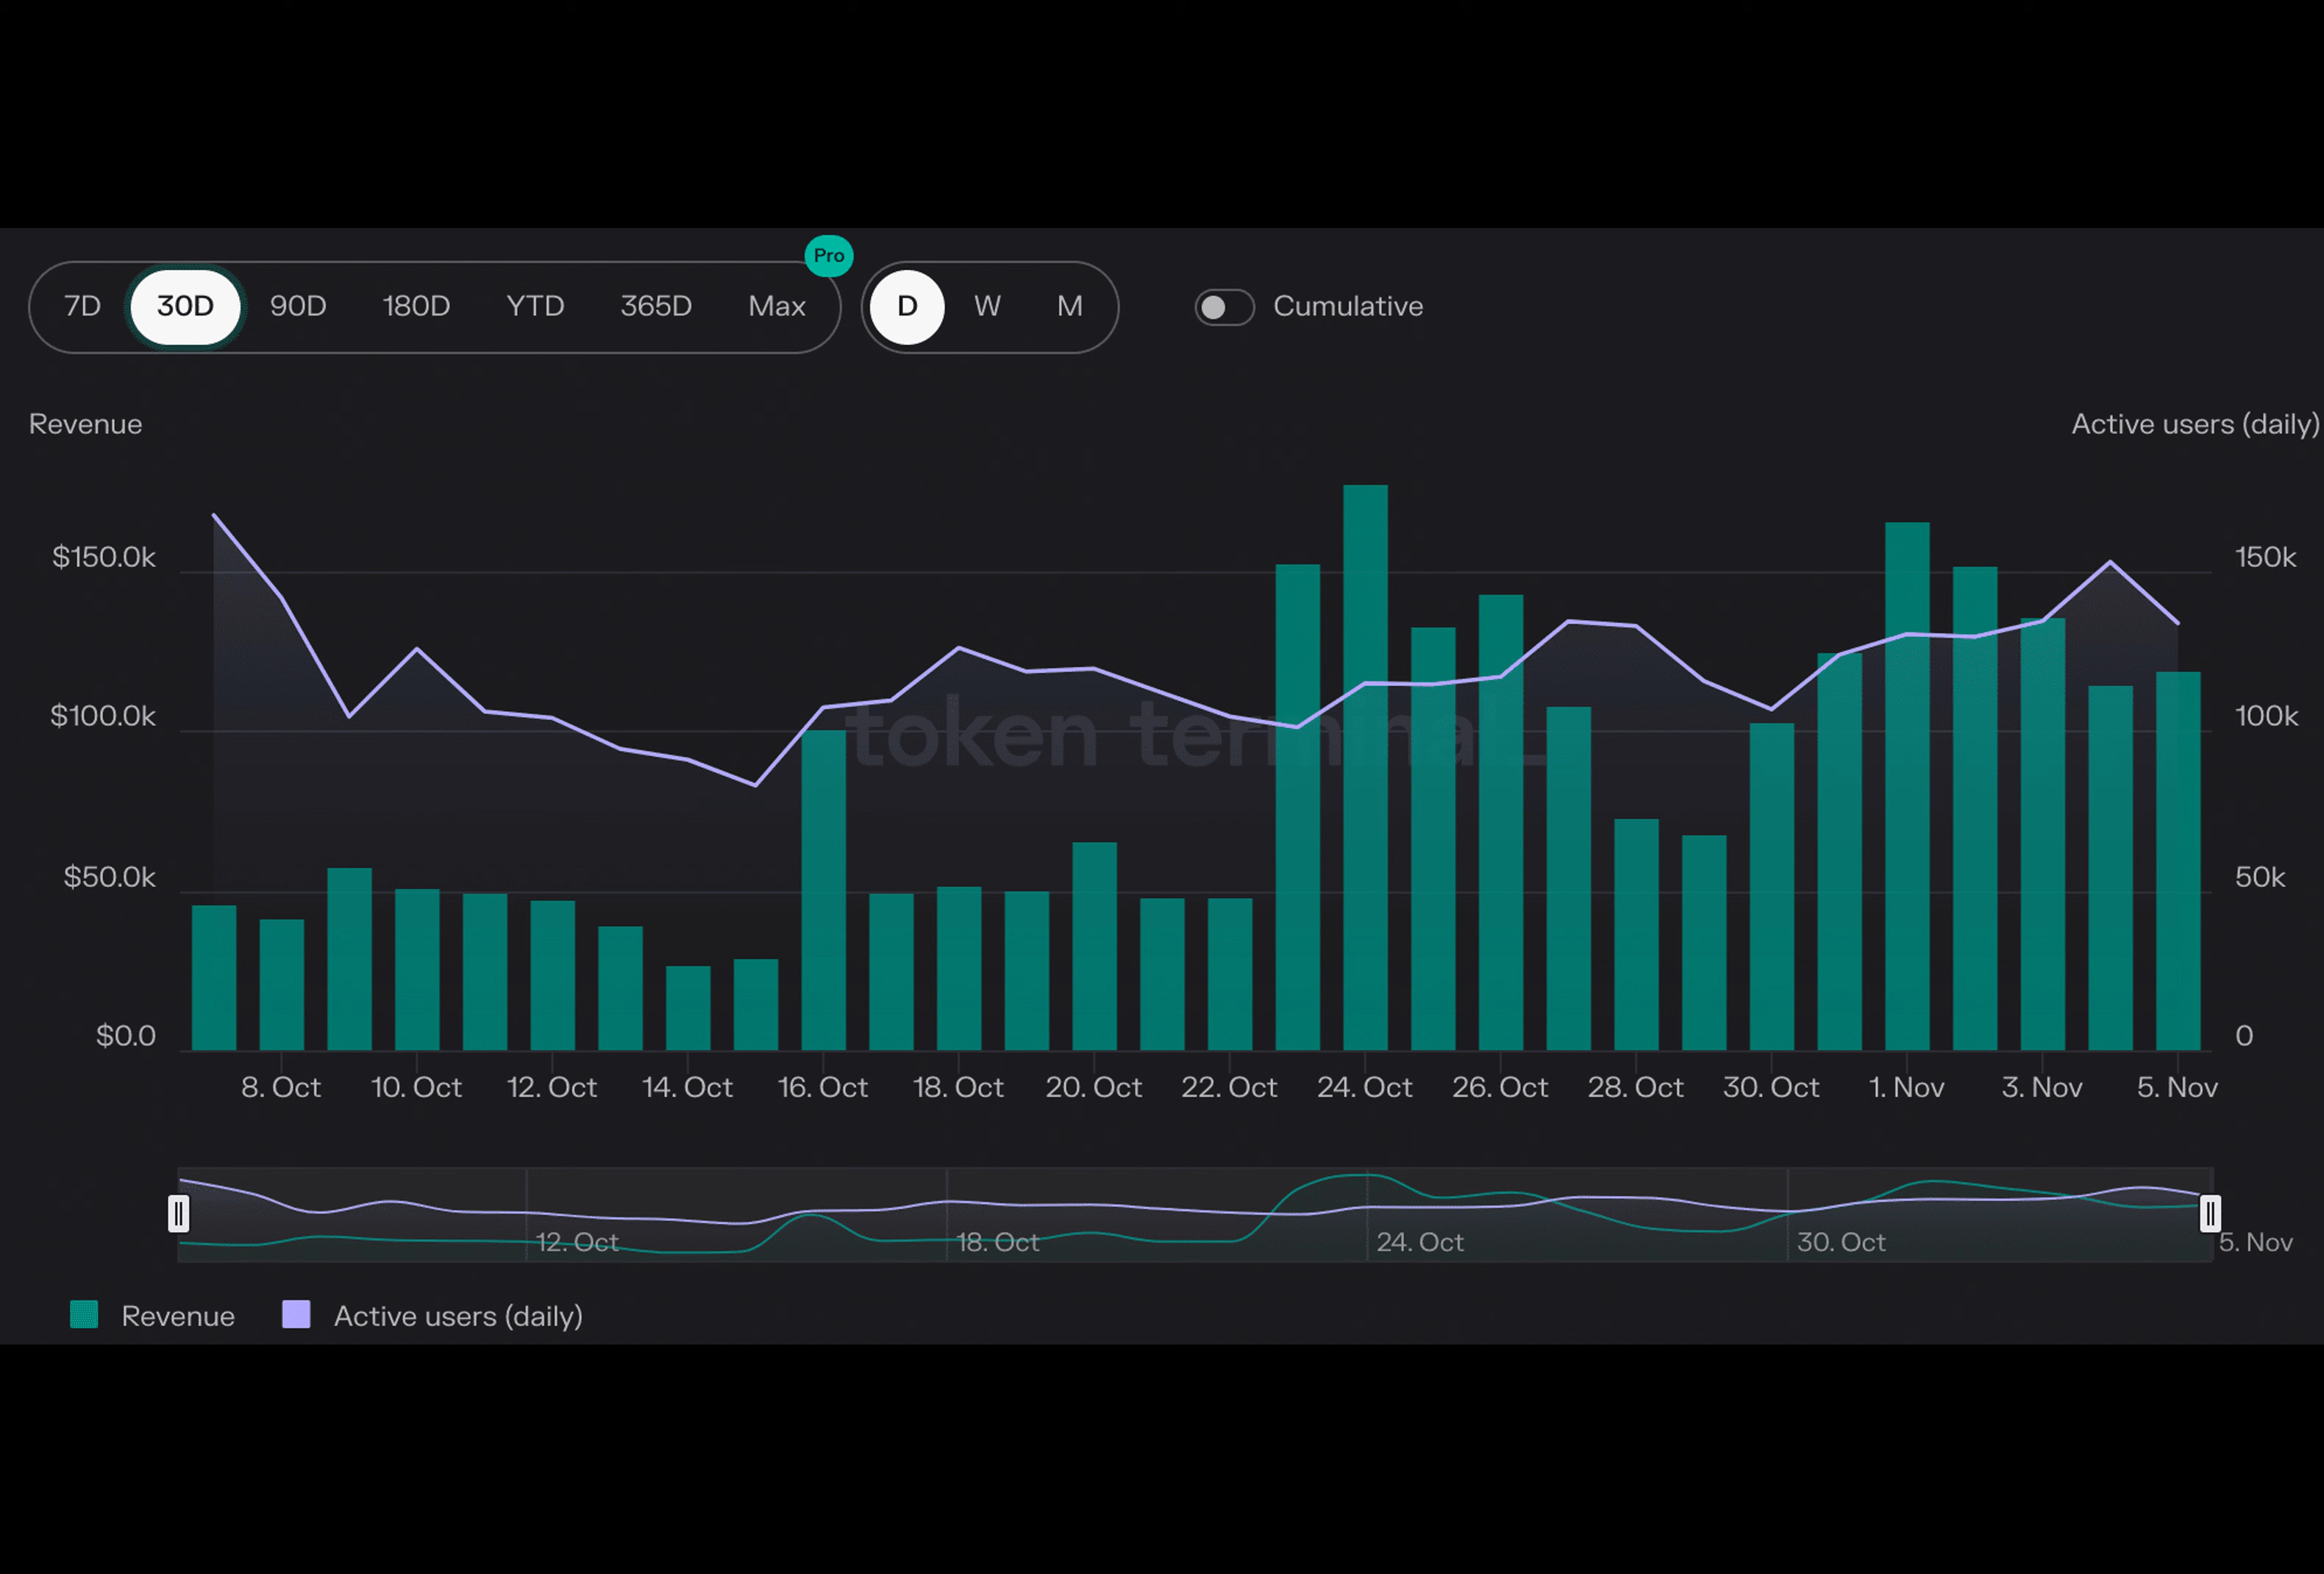 Pro
7D 30D 90D 180D YTD 365D Max D W M Cumulative
Revenue Active users (daily)
$150.0k 150k
$100.0k 100k
token terminal_
$50.0k 50k
$0.0 0
8. Oct 10. Oct 12. Oct 14. Oct 16. Oct 18. Oct 20. Oct 22. Oct 24. Oct 26. Oct 28. Oct 30. Oct 1. Nov 3. Nov 5. Nov
12. Oct 18. Oct 24. Oct 30. Oct 5. Nov
Revenue Active users (daily)